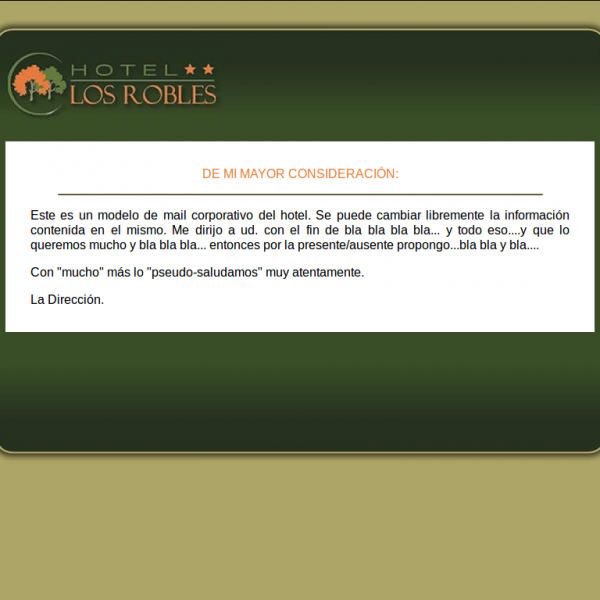 HOTEL
LOS ROBLES
DE MI MAYOR CONSIDERACIÓN:
Este es un modelo de mail corporativo del hotel. Se puede cambiar libremente la información
contenida en el mismo. Me dirijo a ud. con el fin de bla bla bla bla... y todo eso....y que lo
queremos mucho y bla bla bla... entonces por la presente/ausente propongo...bla bla y bla....
Con "mucho" más lo "pseudo-saludamos" muy atentamente.
La Dirección.